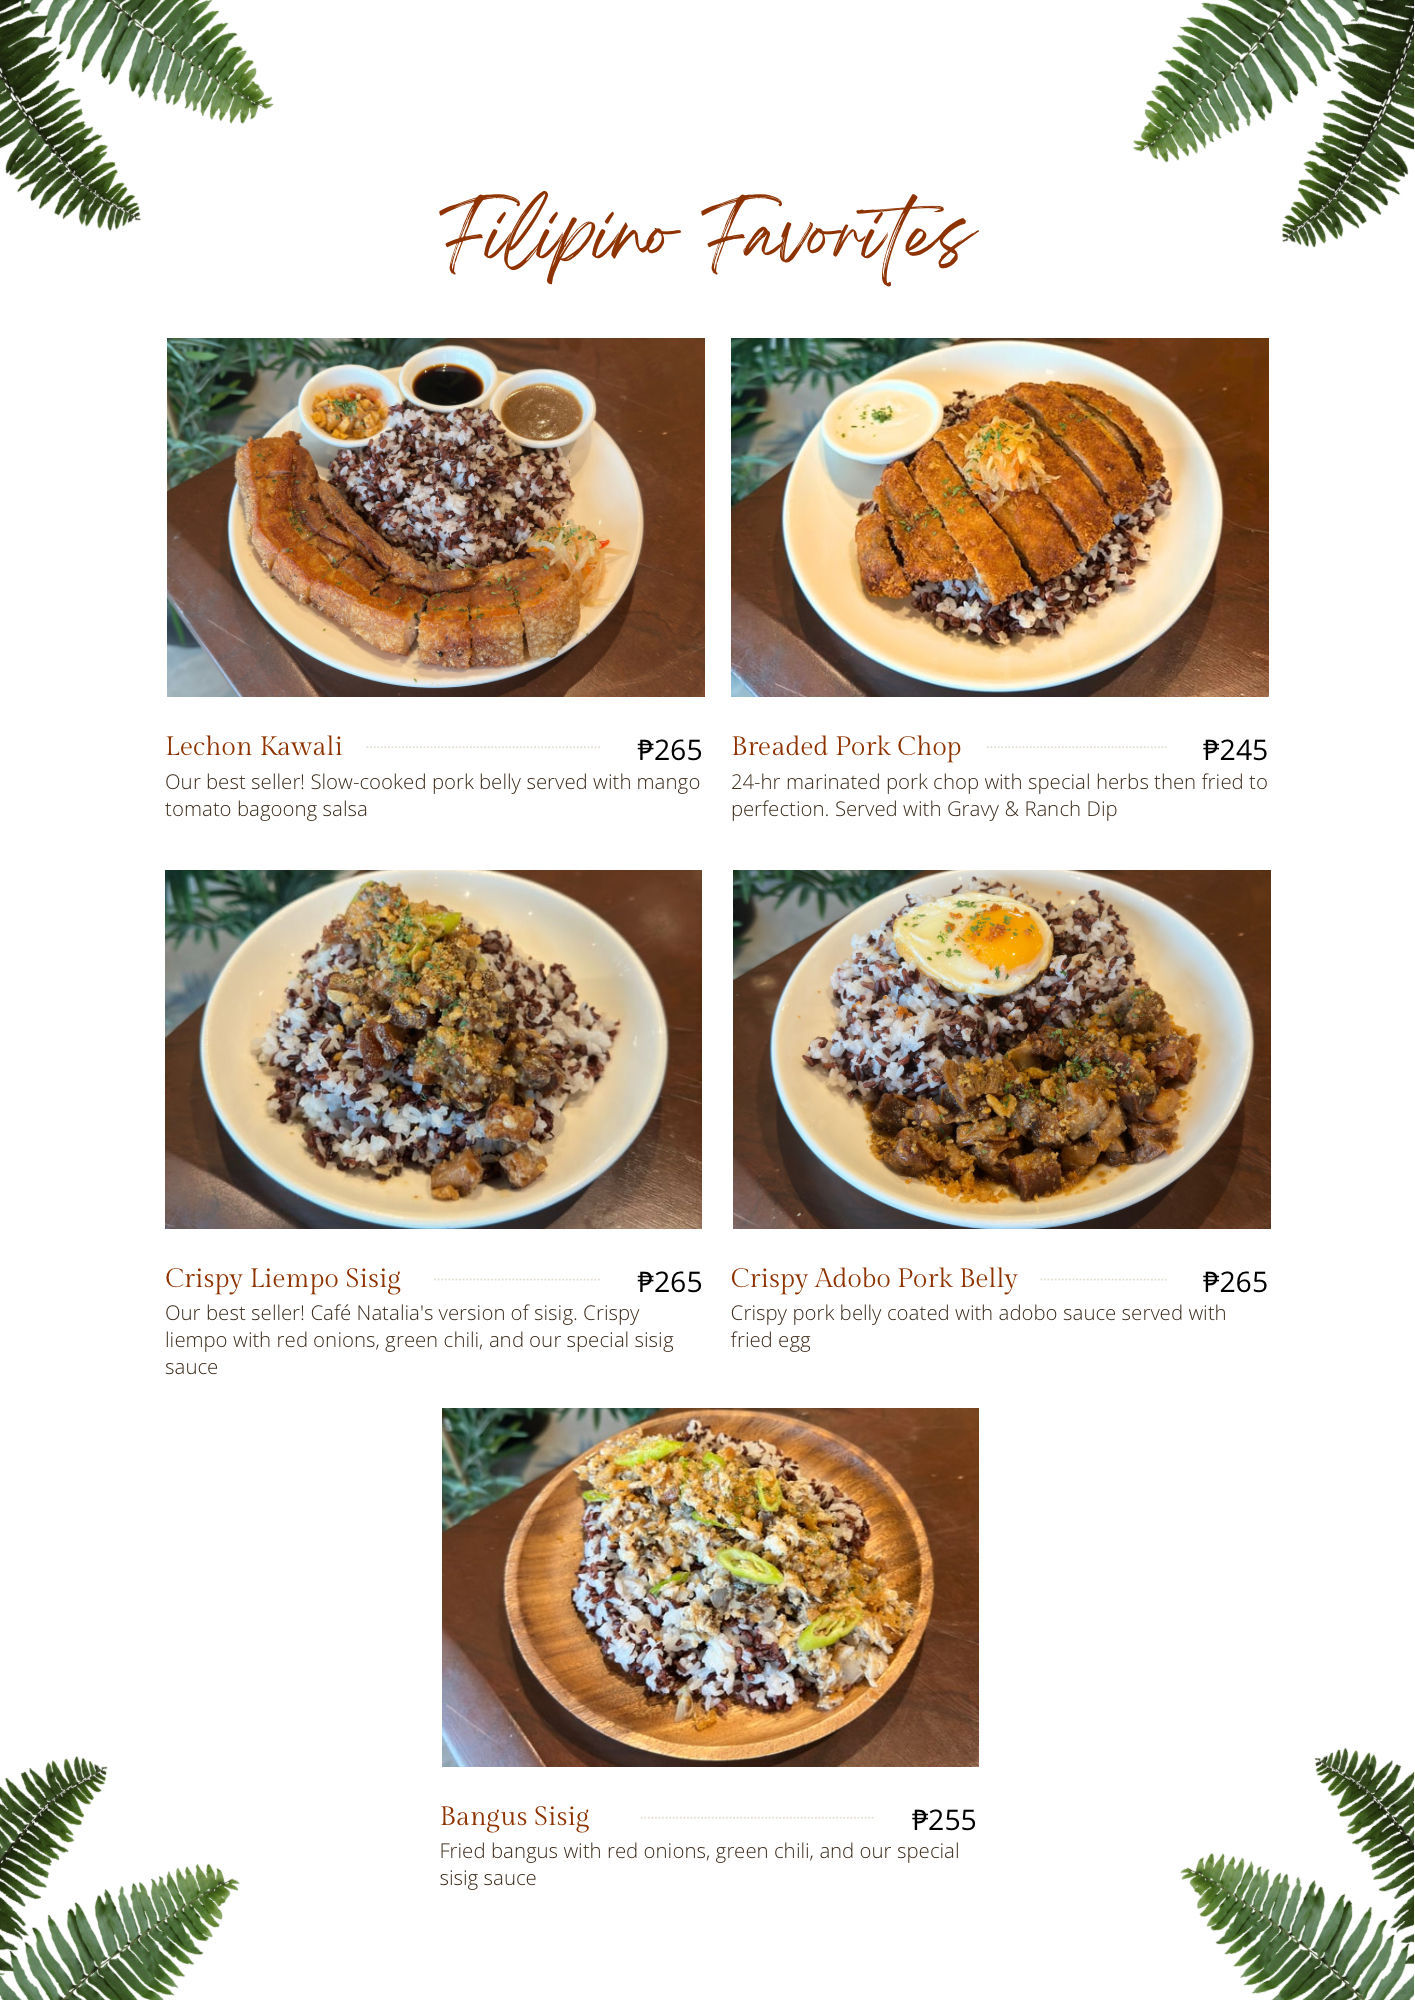 Filipino Favorites
Lechon Kawali ₱265
Our best seller! Slow-cooked pork belly served with mango
tomato bagoong salsa
Breaded Pork Chop ₱245
24-hr marinated pork chop with special herbs then fried to
perfection. Served with Gravy & Ranch Dip
Crispy Liempo Sisig ₱265
Our best seller! Café Natalia's version of sisig. Crispy
liempo with red onions, green chili, and our special sisig
sauce
Crispy Adobo Pork Belly ₱265
Crispy pork belly coated with adobo sauce served with
fried egg
Bangus Sisig ₱255
Fried bangus with red onions, green chili, and our special
sisig sauce